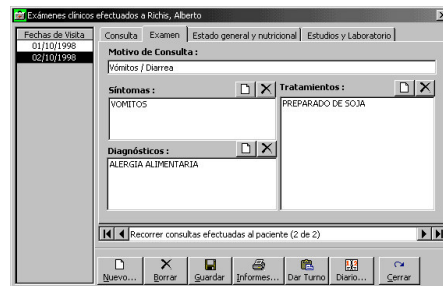 Exámenes clínicos efectuados a Richis, Alberto
Fechas de Visita
01/10/1998
02/10/1998
Consulta Examen Estado general y nutricional Estudios y Laboratorio
Motivo de Consulta :
Vómitos / Diarrea
Síntomas :
VOMITOS
Tratamientos :
PREPARADO DE SOJA
Diagnósticos :
ALERGIA ALIMENTARIA
Recorrer consultas efectuadas al paciente (2 de 2)
Nuevo... Borrar Guardar Informes... Dar Turno Diario... Cerrar